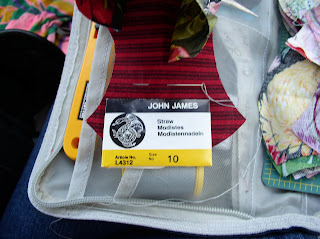 JOHN JAMES
Straw
Modistes
Modistennadeln
Article No. Size
L4312 No 10